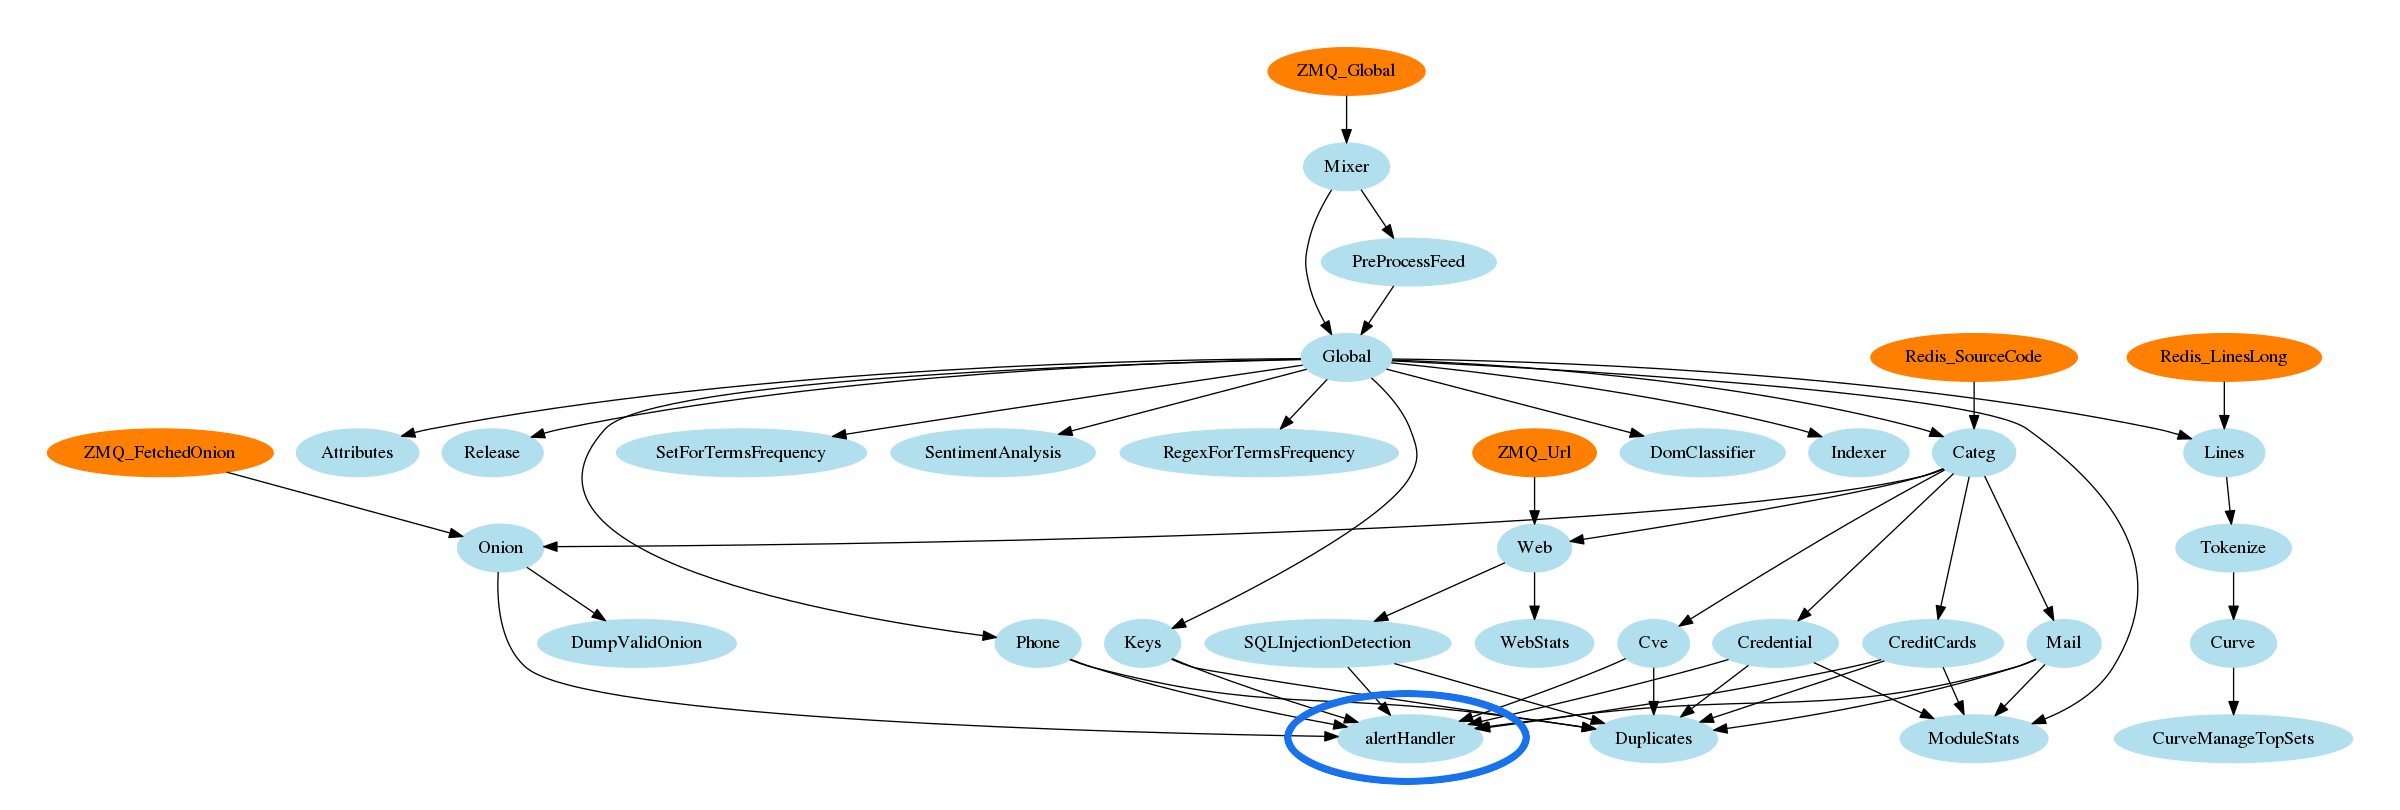 ZMQ_Global
Mixer
PreProcessFeed
Global
Redis_SourceCode
Redis_LinesLong
ZMQ_FetchedOnion
Attributes
Release
SetForTermsFrequency
SentimentAnalysis
RegexForTermsFrequency
ZMQ_Url
DomClassifier
Indexer
Categ
Lines
Onion
Web
Tokenize
DumpValidOnion
Phone
Keys
SQLInjectionDetection
WebStats
Cve
Credential
CreditCards
Mail
Curve
alertHandler
Duplicates
ModuleStats
CurveManageTopSets